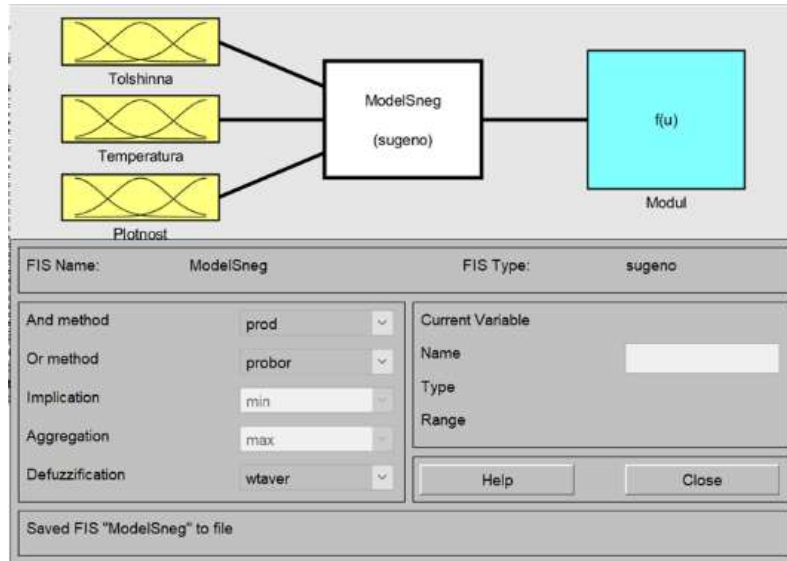 Tolshinna
Temperatura
Plotnost
ModelSneg
(sugeno)
f(u)
Modul
FIS Name: ModelSneg FIS Type: sugeno
And method prod
Or method probor
Implication min
Aggregation max
Defuzzification wtaver
Current Variable
Name
Type
Range
Help Close
Saved FIS "ModelSneg" to file